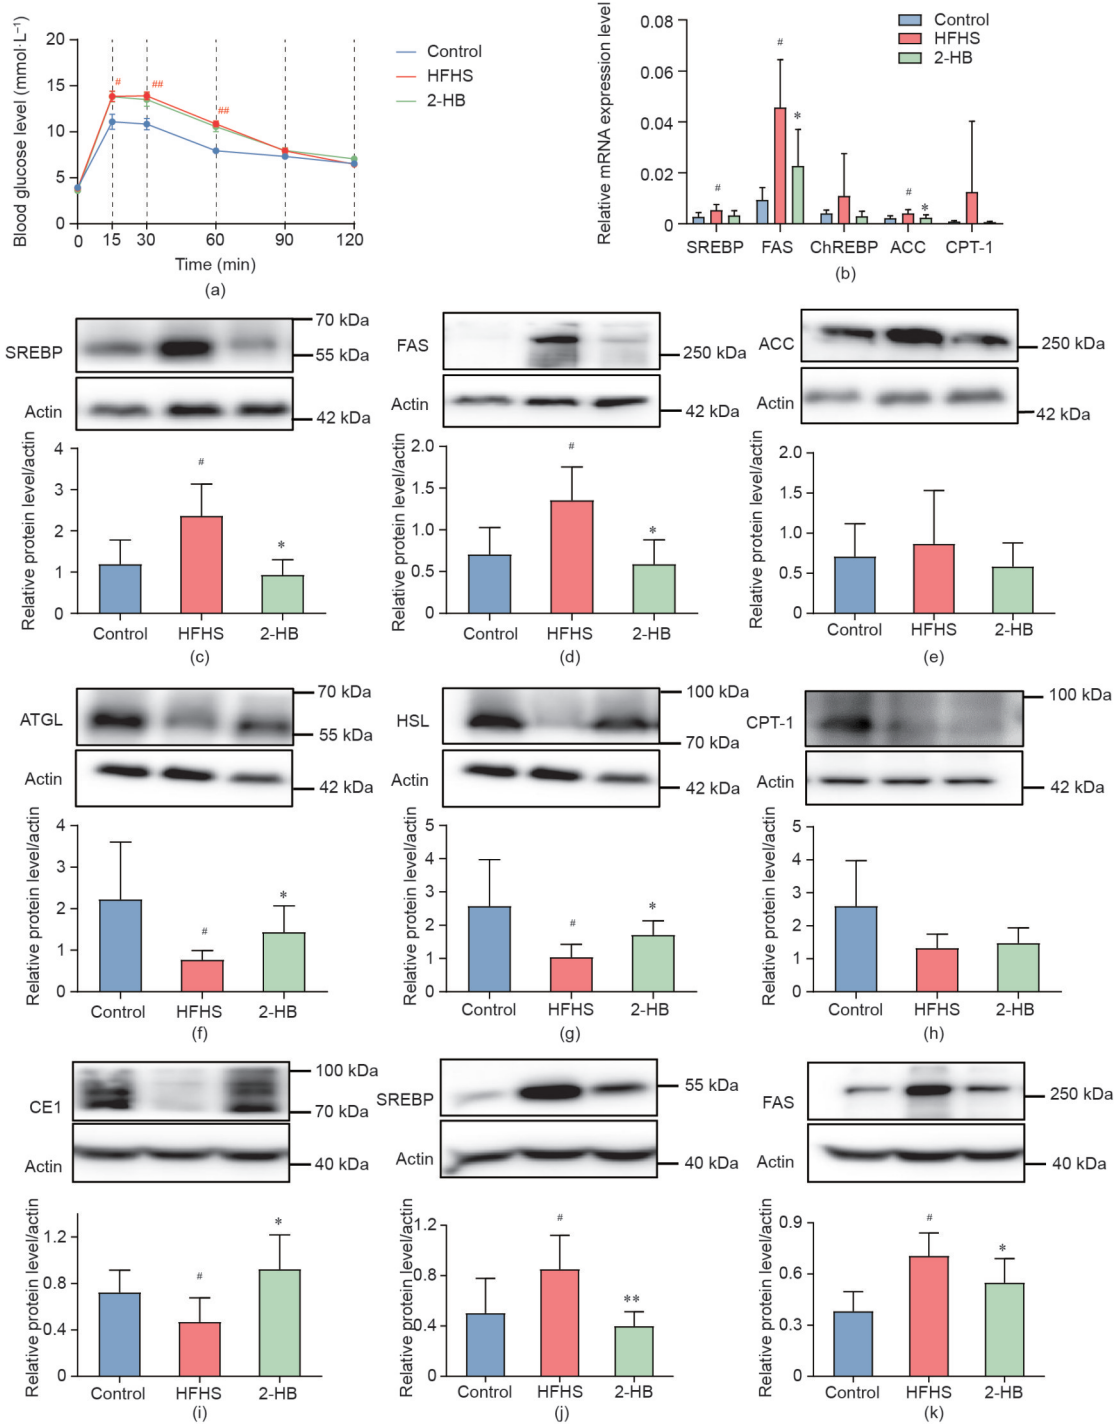 Blood glucose level (mmol·L⁻¹)
20
15
10
5
0
#
##
##
0 15 30 60 90 120
Time (min)
(a)
Control
HFHS
2-HB
Relative mRNA expression level
0.08
0.06
0.04
0.02
0
Control
HFHS
2-HB
#
#
*
#
*
SREBP FAS ChREBP ACC CPT-1
(b)
SREBP
70 kDa
55 kDa
Actin
42 kDa
Relative protein level/actin
4
3
2
1
0
#
*
Control HFHS 2-HB
(c)
FAS
250 kDa
Actin
42 kDa
Relative protein level/actin
2.0
1.5
1.0
0.5
0
#
*
Control HFHS 2-HB
(d)
ACC
250 kDa
Actin
42 kDa
Relative protein level/actin
2.0
1.5
1.0
0.5
0
Control HFHS 2-HB
(e)
ATGL
70 kDa
55 kDa
Actin
42 kDa
Relative protein level/actin
4
3
2
1
0
#
*
Control HFHS 2-HB
(f)
HSL
100 kDa
70 kDa
Actin
42 kDa
Relative protein level/actin
5
4
3
2
1
0
#
*
Control HFHS 2-HB
(g)
CPT-1
100 kDa
Actin
42 kDa
Relative protein level/actin
5
4
3
2
1
0
Control HFHS 2-HB
(h)
CE1
100 kDa
70 kDa
Actin
40 kDa
Relative protein level/actin
1.2
0.8
0.4
0
#
*
Control HFHS 2-HB
(i)
SREBP
55 kDa
Actin
40 kDa
Relative protein level/actin
1.2
0.8
0.4
0
#
**
Control HFHS 2-HB
(j)
FAS
250 kDa
Actin
40 kDa
Relative protein level/actin
0.9
0.6
0.3
0
#
*
Control HFHS 2-HB
(k)